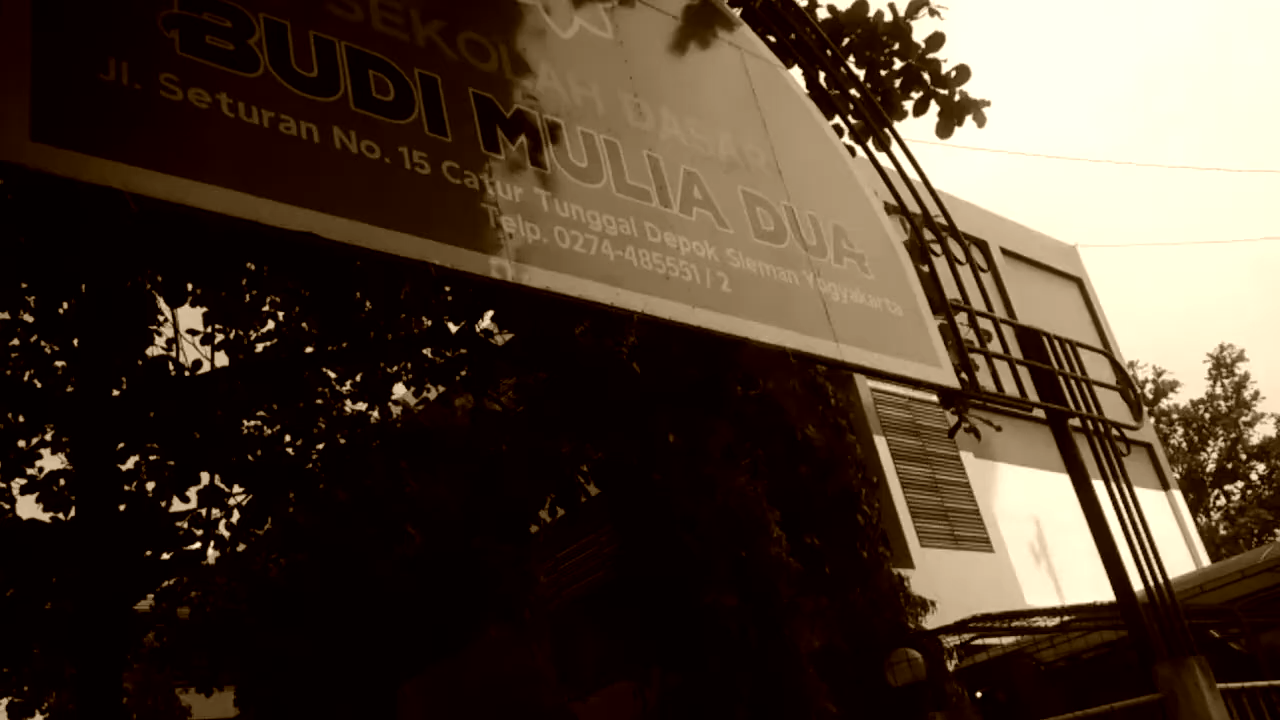 SEKOLAH DASAR
BUDI MULIA DUA
Jl. Seturan No. 15 Catur Tunggal Depok Sleman Yogyakarta
Telp. 0274-485551 / 2